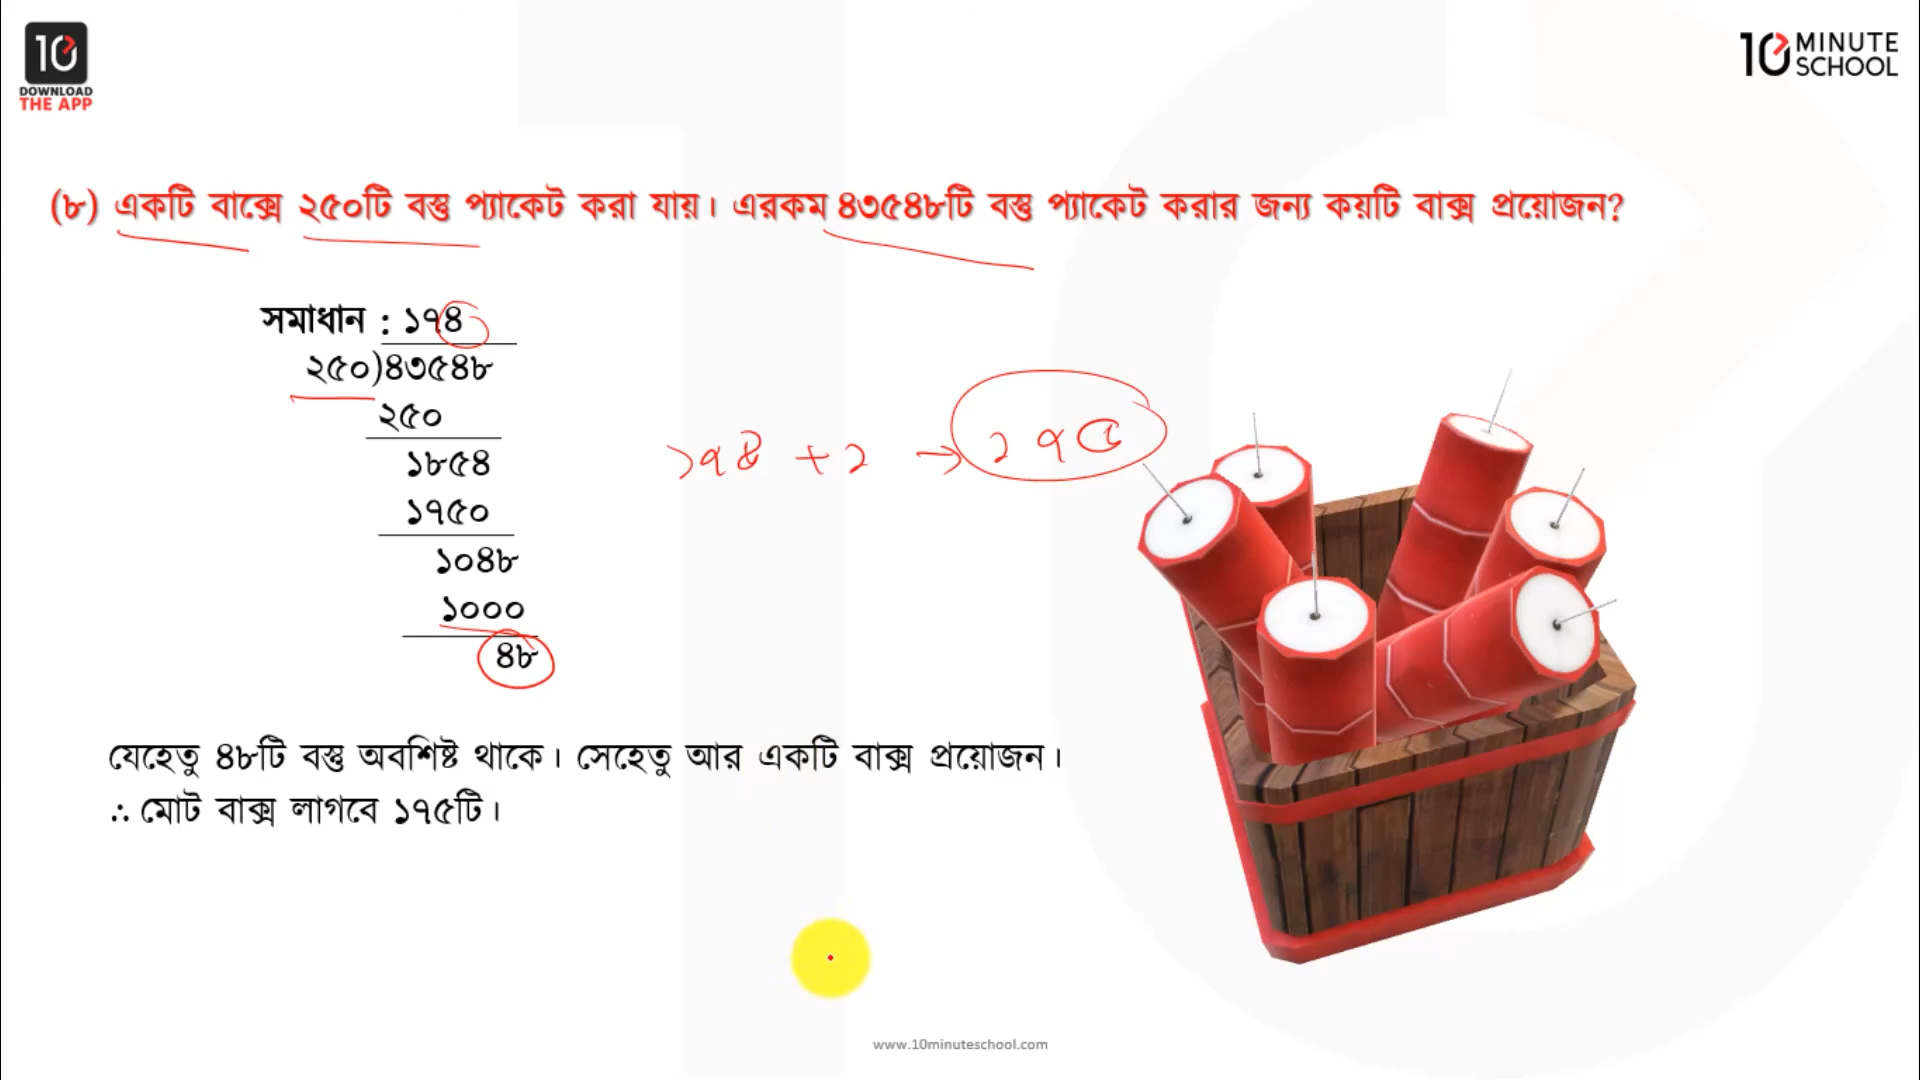 10
DOWNLOAD
THE APP
10 MINUTE
SCHOOL
(৮) একটি বাক্সে ২৫০টি বস্তু প্যাকেট করা যায়। এরকম ৪৩৫৪৮টি বস্তু প্যাকেট করার জন্য কয়টি বাক্স প্রয়োজন?
সমাধান : ১৭৪
২৫০)৪৩৫৪৮
২৫০
১৮৫৪
১৭৫০
১০৪৮
১০০০
৪৮
১৭৪ + ১ → ১৭৫
যেহেতু ৪৮টি বস্তু অবশিষ্ট থাকে। সেহেতু আর একটি বাক্স প্রয়োজন।
∴ মোট বাক্স লাগবে ১৭৫টি।
www.10minuteschool.com